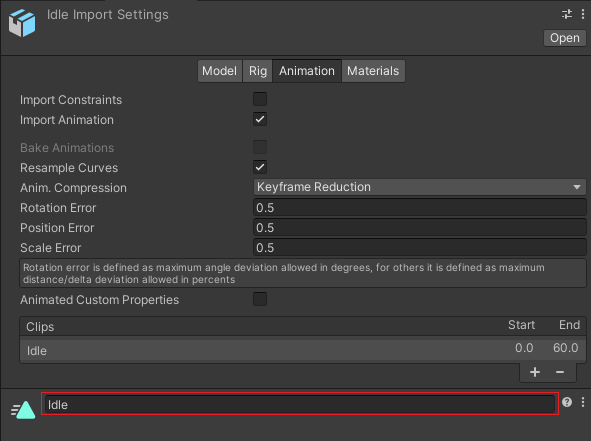 Idle Import Settings
Open
Model Rig Animation Materials
Import Constraints
Import Animation
Bake Animations
Resample Curves
Anim. Compression Keyframe Reduction
Rotation Error 0.5
Position Error 0.5
Scale Error 0.5
Rotation error is defined as maximum angle deviation allowed in degrees, for others it is defined as maximum
distance/delta deviation allowed in percents
Animated Custom Properties
Clips Start End
Idle 0.0 60.0
+ −
Idle